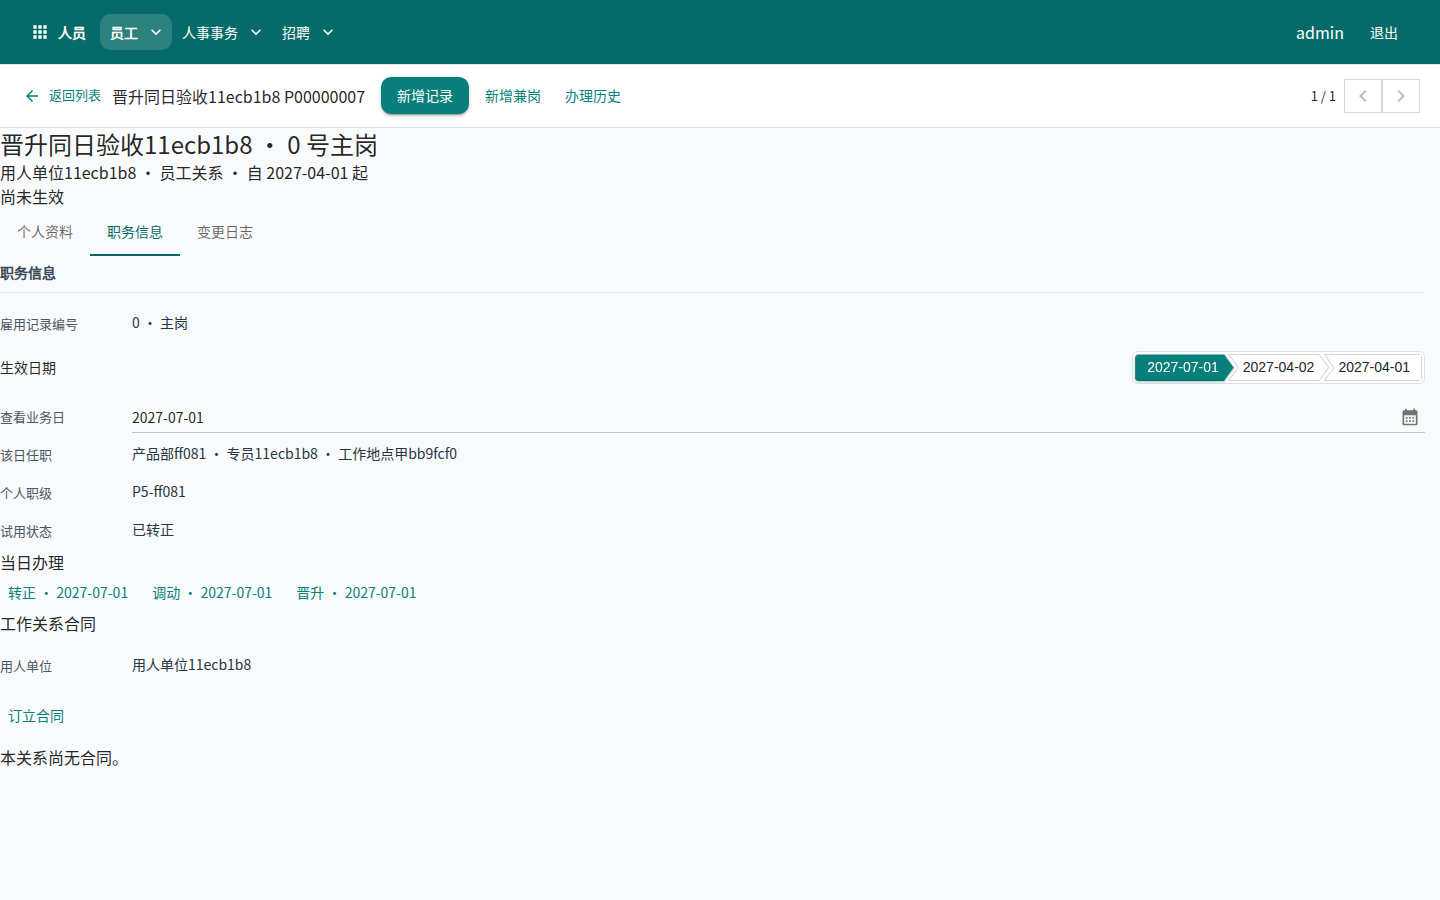 人员 员工 人事事务 招聘 admin 退出
返回列表 晋升同日验收11ecb1b8 P00000007 新增记录 新增兼岗 办理历史 1 / 1
晋升同日验收11ecb1b8 · 0 号主岗
用人单位11ecb1b8 · 员工关系 · 自 2027-04-01 起
尚未生效
个人资料 职务信息 变更日志
职务信息
雇用记录编号 0 · 主岗
生效日期 2027-07-01 2027-04-02 2027-04-01
查看业务日 2027-07-01
该日任职 产品部ff081 · 专员11ecb1b8 · 工作地点甲bb9fcf0
个人职级 P5-ff081
试用状态 已转正
当日办理
转正 · 2027-07-01 调动 · 2027-07-01 晋升 · 2027-07-01
工作关系合同
用人单位 用人单位11ecb1b8
订立合同
本关系尚无合同。